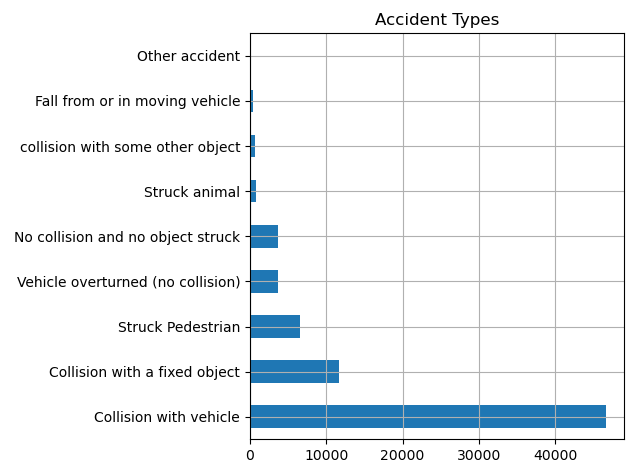 Accident Types
Other accident
Fall from or in moving vehicle
collision with some other object
Struck animal
No collision and no object struck
Vehicle overturned (no collision)
Struck Pedestrian
Collision with a fixed object
Collision with vehicle
0 10000 20000 30000 40000